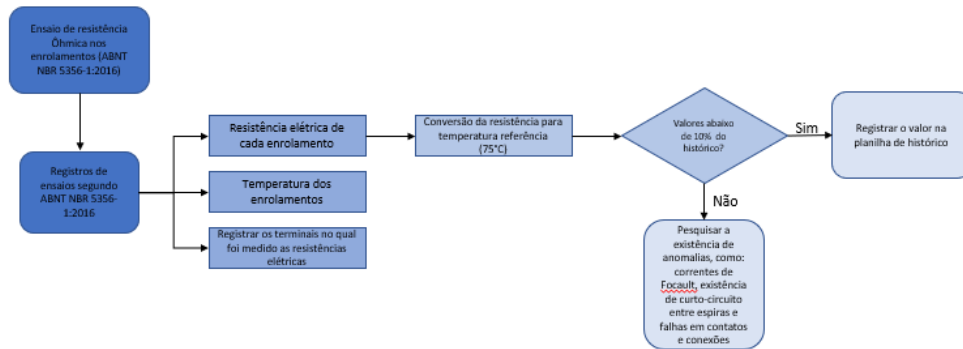 Ensaio de resistência
Ôhmica nos
enrolamentos (ABNT
NBR 5356-1:2016)
Registros de
ensaios segundo
ABNT NBR 5356-
1:2016
Resistência elétrica de
cada enrolamento
Temperatura dos
enrolamentos
Registrar os terminais no qual
foi medido as resistências
elétricas
Conversão da resistência para
temperatura referência
(75°C)
Valores abaixo
de 10% do
histórico?
Sim
Registrar o valor na
planilha de histórico
Não
Pesquisar a
existência de
anomalias, como:
correntes de
Focault, existência
de curto-circuito
entre espiras e
falhas em contatos
e conexões